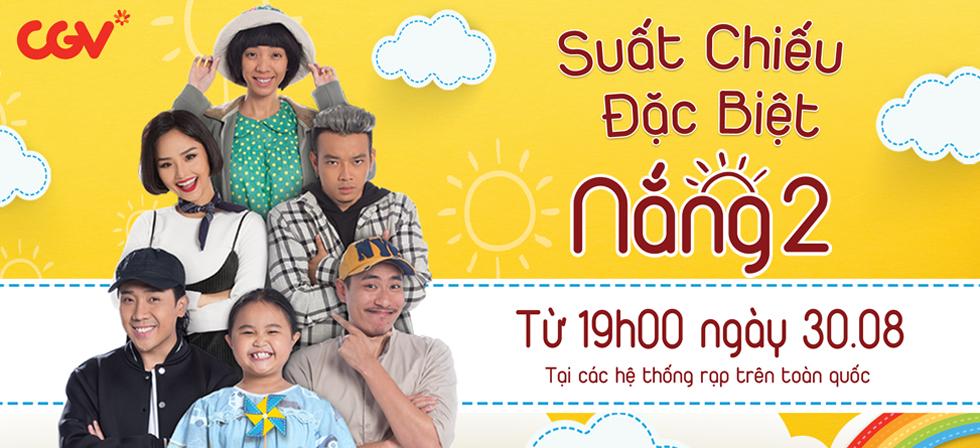 CGV
Suất Chiếu
Đặc Biệt
Nắng 2
NY
Từ 19h00 ngày 30.08
Tại các hệ thống rạp trên toàn quốc